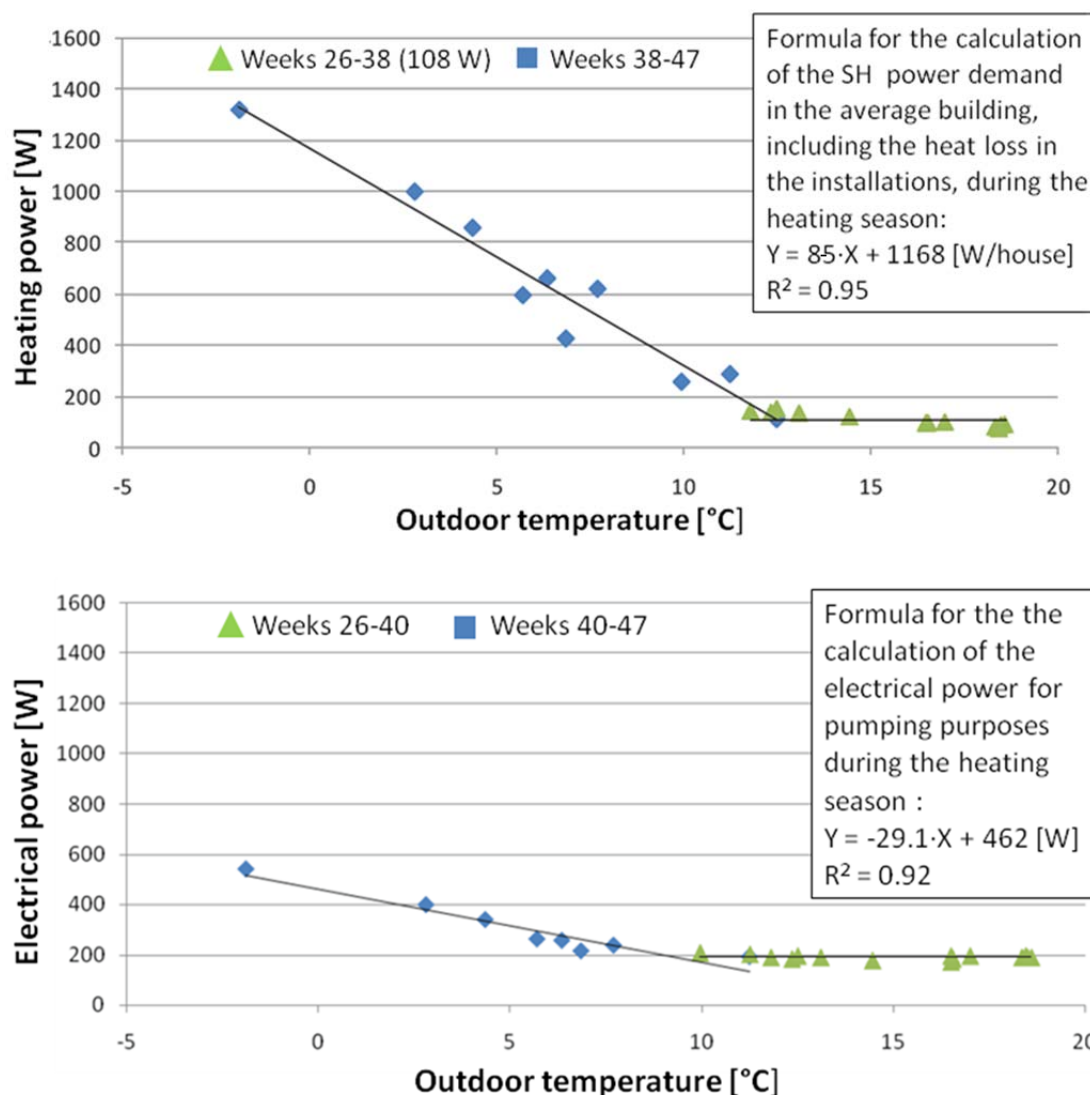 1600
1400
1200
1000
800
600
400
200
0
Heating power [W]
Weeks 26-38 (108 W)
Weeks 38-47
-5
0
5
10
15
20
Outdoor temperature [°C]
Formula for the calculation
of the SH power demand
in the average building,
including the heat loss in
the installations, during the
heating season:
Y = 85·X + 1168 [W/house]
R² = 0.95
1600
1400
1200
1000
800
600
400
200
0
Electrical power [W]
Weeks 26-40
Weeks 40-47
-5
0
5
10
15
20
Outdoor temperature [°C]
Formula for the the
calculation of the
electrical power for
pumping purposes
during the heating
season :
Y = -29.1·X + 462 [W]
R² = 0.92